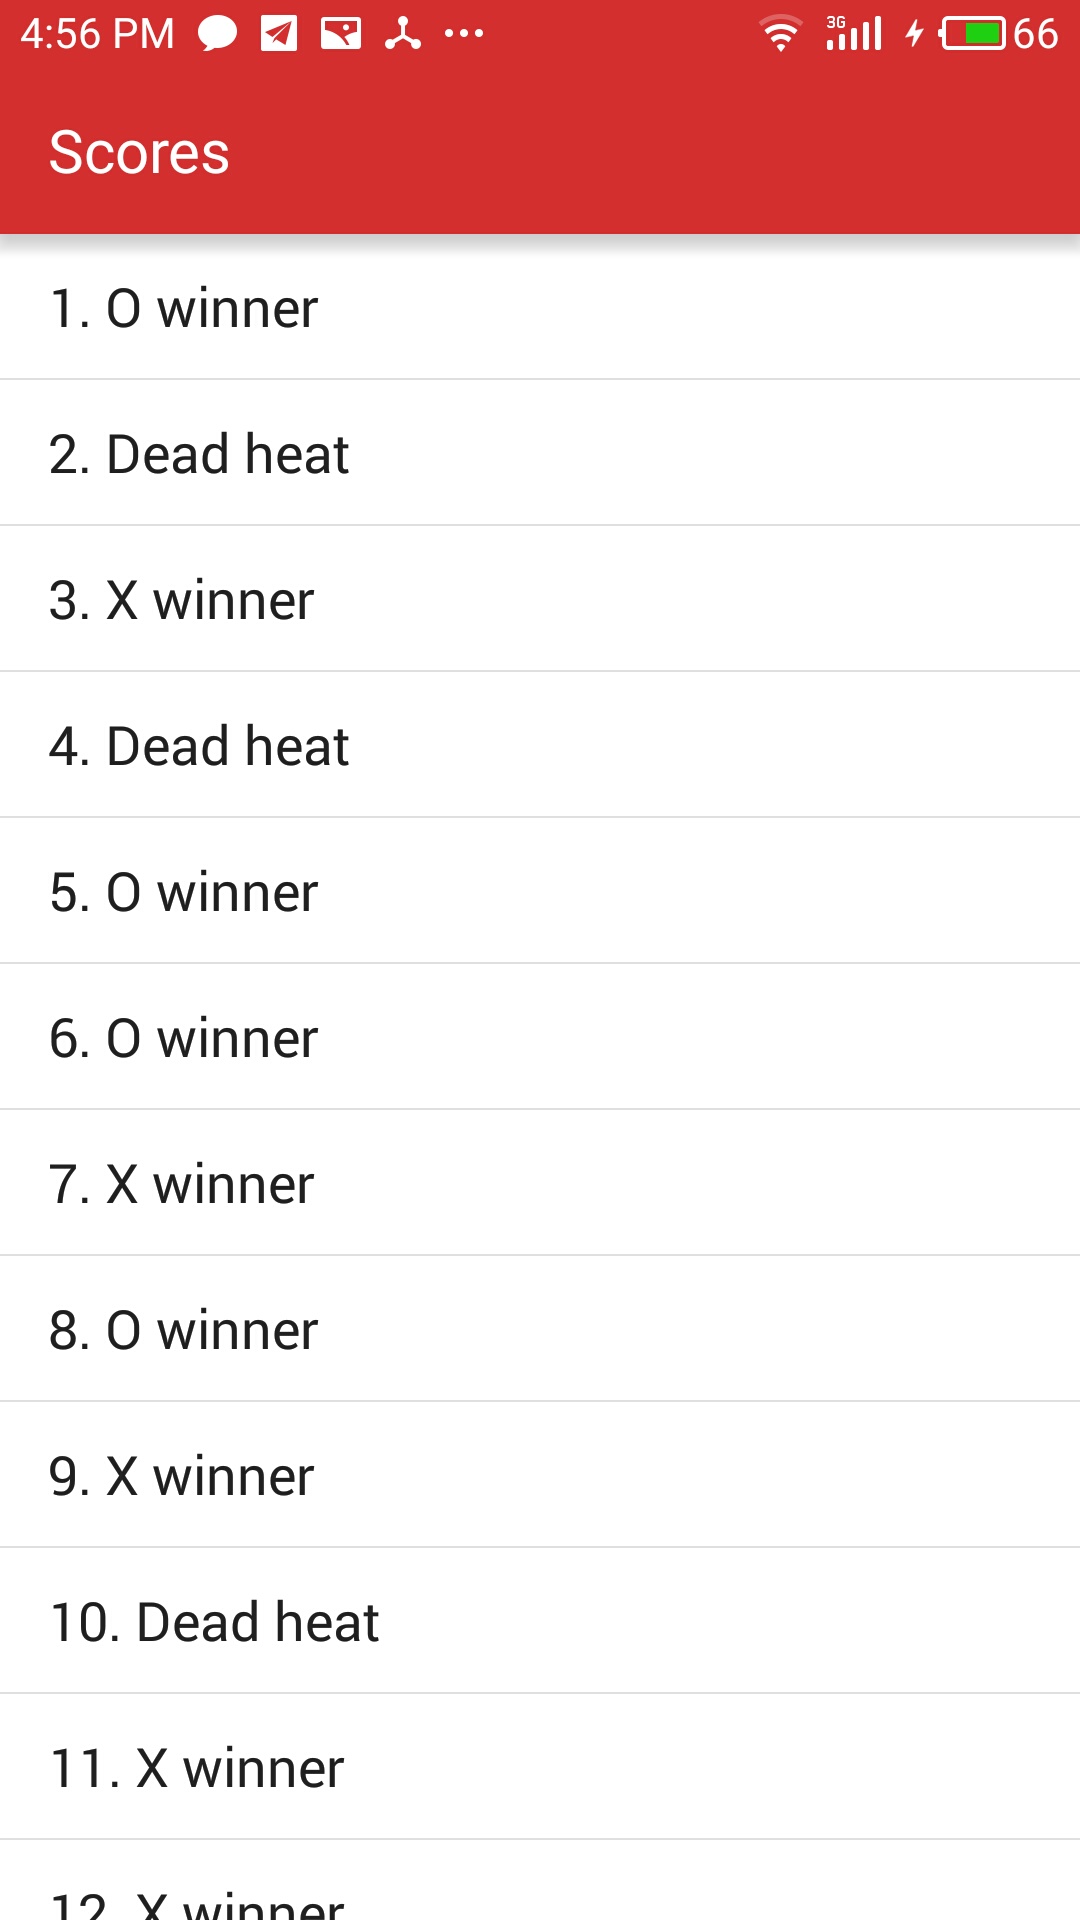 4:56 PM 3G 66
Scores
1. O winner
2. Dead heat
3. X winner
4. Dead heat
5. O winner
6. O winner
7. X winner
8. O winner
9. X winner
10. Dead heat
11. X winner
12. X winner